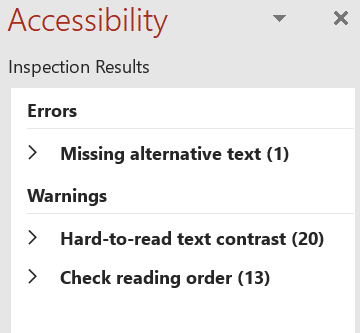 Accessibility
Inspection Results
Errors
Missing alternative text (1)
Warnings
Hard-to-read text contrast (20)
Check reading order (13)